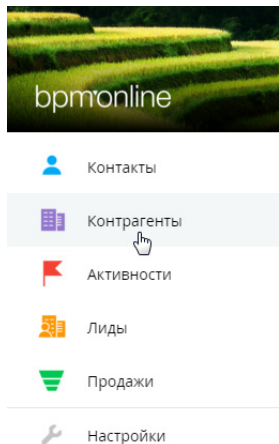 bpm'online
Контакты
Контрагенты
Активности
Лиды
Продажи
Настройки